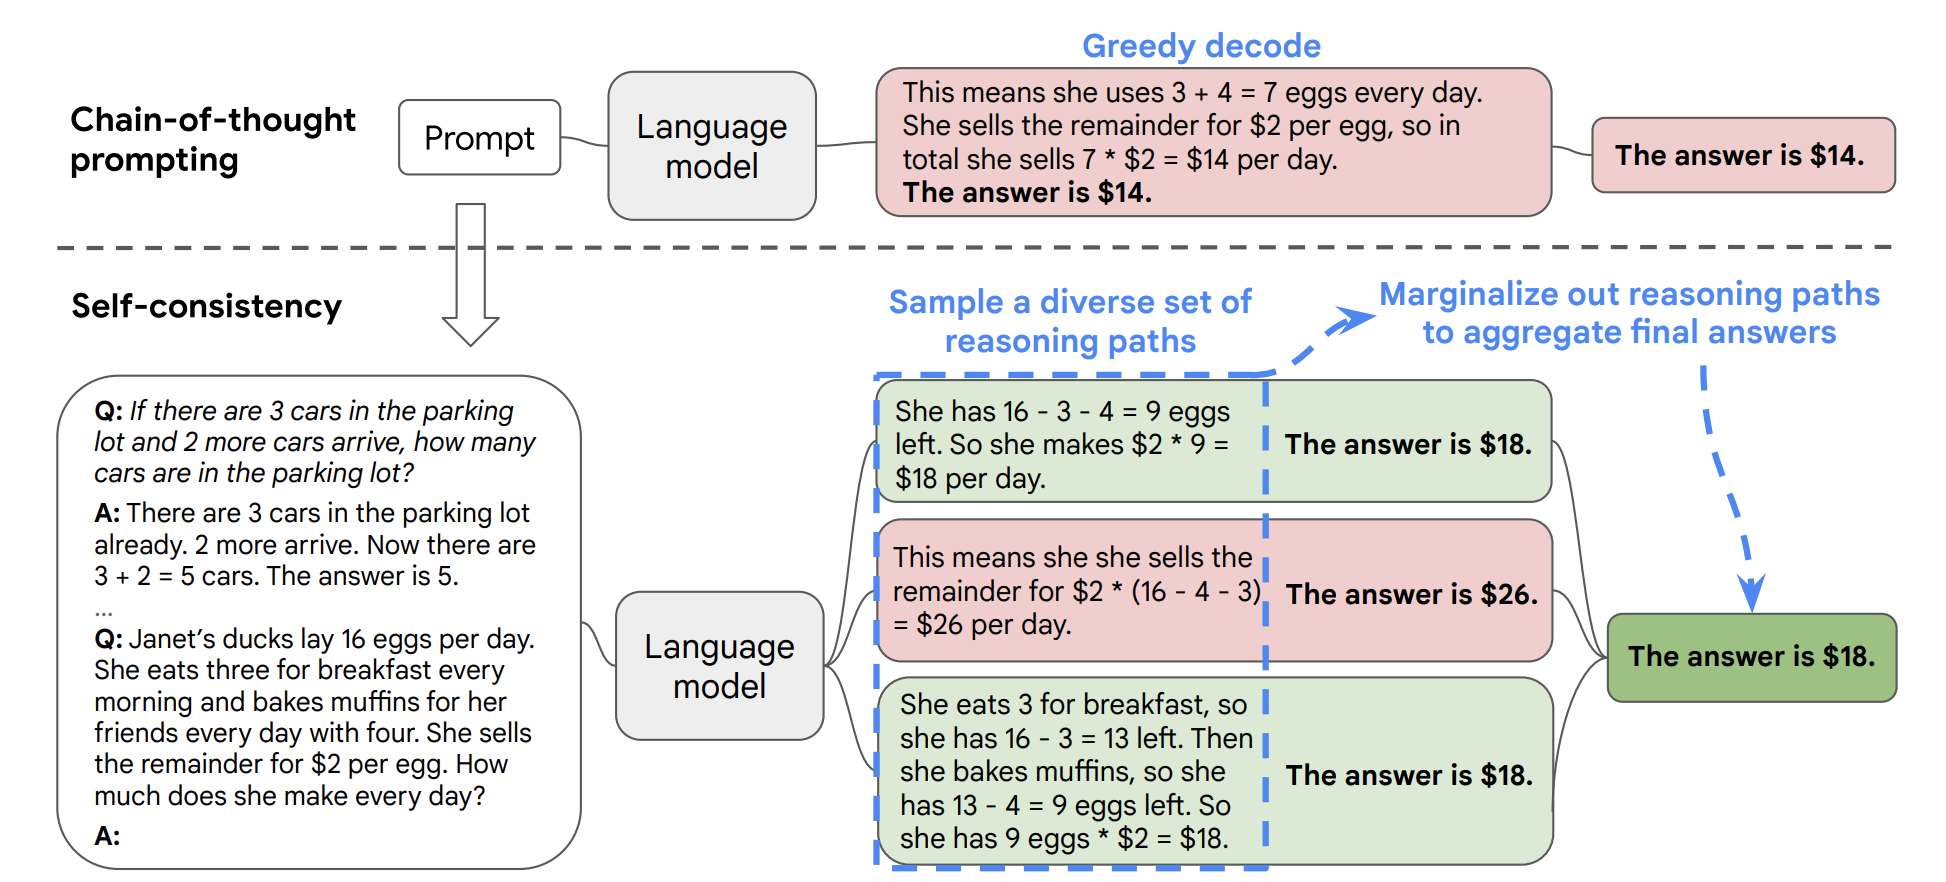 Greedy decode
Chain-of-thought
prompting
Prompt
Language
model
This means she uses 3 + 4 = 7 eggs every day.
She sells the remainder for $2 per egg, so in
total she sells 7 * $2 = $14 per day.
The answer is $14.
The answer is $14.
Self-consistency
Sample a diverse set of
reasoning paths
Marginalize out reasoning paths
to aggregate final answers
Q: If there are 3 cars in the parking
lot and 2 more cars arrive, how many
cars are in the parking lot?
A: There are 3 cars in the parking lot
already. 2 more arrive. Now there are
3 + 2 = 5 cars. The answer is 5.
...
Q: Janet’s ducks lay 16 eggs per day.
She eats three for breakfast every
morning and bakes muffins for her
friends every day with four. She sells
the remainder for $2 per egg. How
much does she make every day?
A:
Language
model
She has 16 - 3 - 4 = 9 eggs
left. So she makes $2 * 9 =
$18 per day.
The answer is $18.
This means she she sells the
remainder for $2 * (16 - 4 - 3)
= $26 per day.
The answer is $26.
She eats 3 for breakfast, so
she has 16 - 3 = 13 left. Then
she bakes muffins, so she
has 13 - 4 = 9 eggs left. So
she has 9 eggs * $2 = $18.
The answer is $18.
The answer is $18.